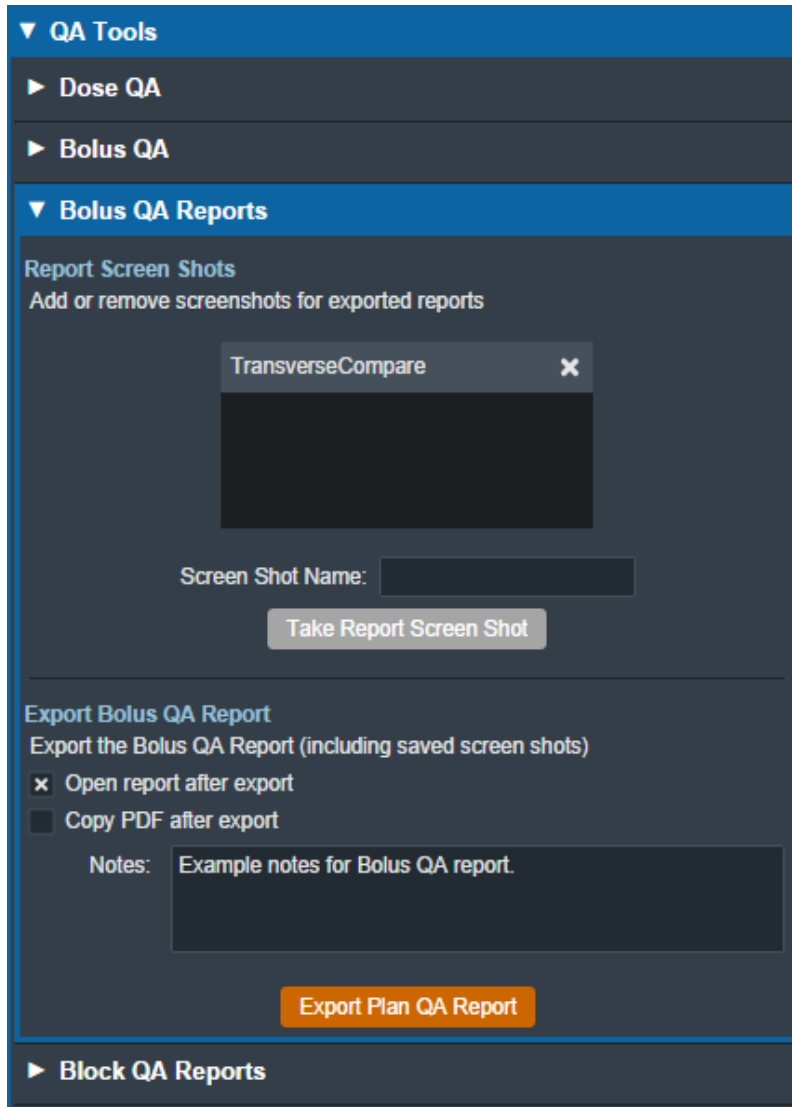 QA Tools
Dose QA
Bolus QA
Bolus QA Reports
Report Screen Shots
Add or remove screenshots for exported reports
TransverseCompare
Screen Shot Name:
Take Report Screen Shot
Export Bolus QA Report
Export the Bolus QA Report (including saved screen shots)
Open report after export
Copy PDF after export
Notes: Example notes for Bolus QA report.
Export Plan QA Report
Block QA Reports